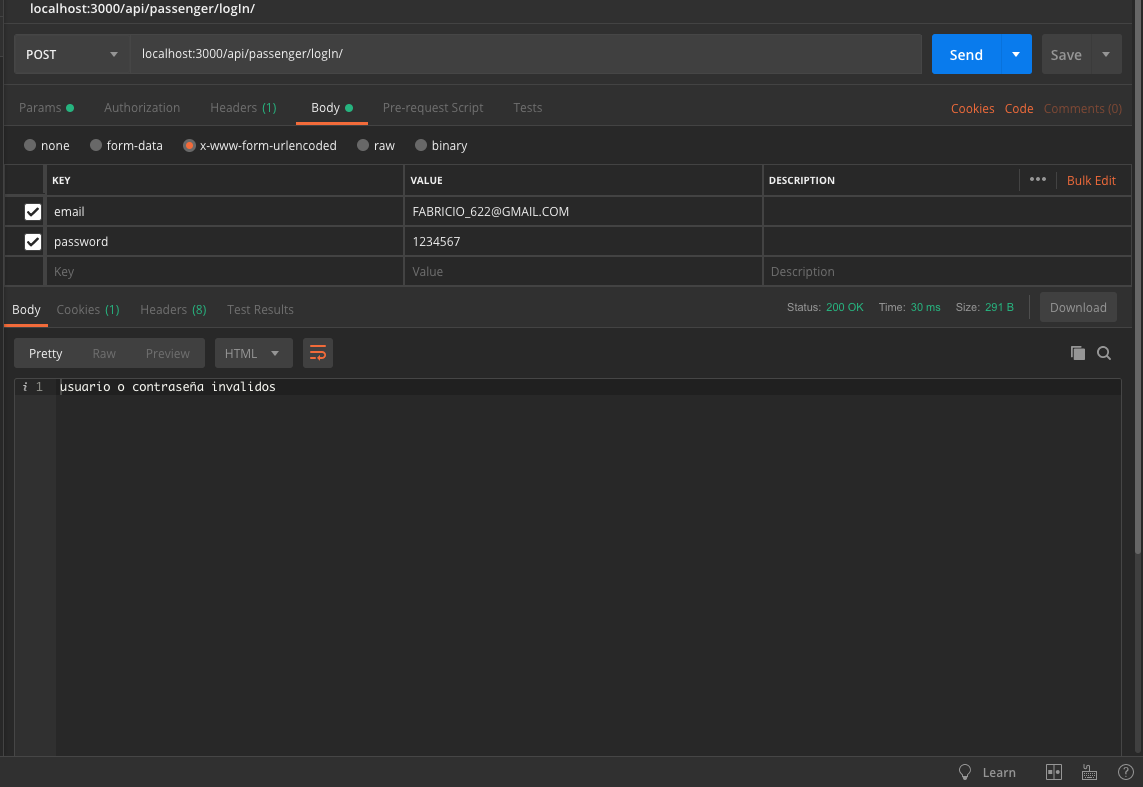 localhost:3000/api/passenger/logIn/
POST localhost:3000/api/passenger/logIn/ Send Save
Params Authorization Headers (1) Body Pre-request Script Tests Cookies Code Comments (0)
none form-data x-www-form-urlencoded raw binary
KEY VALUE DESCRIPTION ••• Bulk Edit
email FABRICIO_622@GMAIL.COM
password 1234567
Key Value Description
Body Cookies (1) Headers (8) Test Results Status: 200 OK Time: 30 ms Size: 291 B Download
Pretty Raw Preview HTML
i 1 usuario o contraseña invalidos
Learn ?